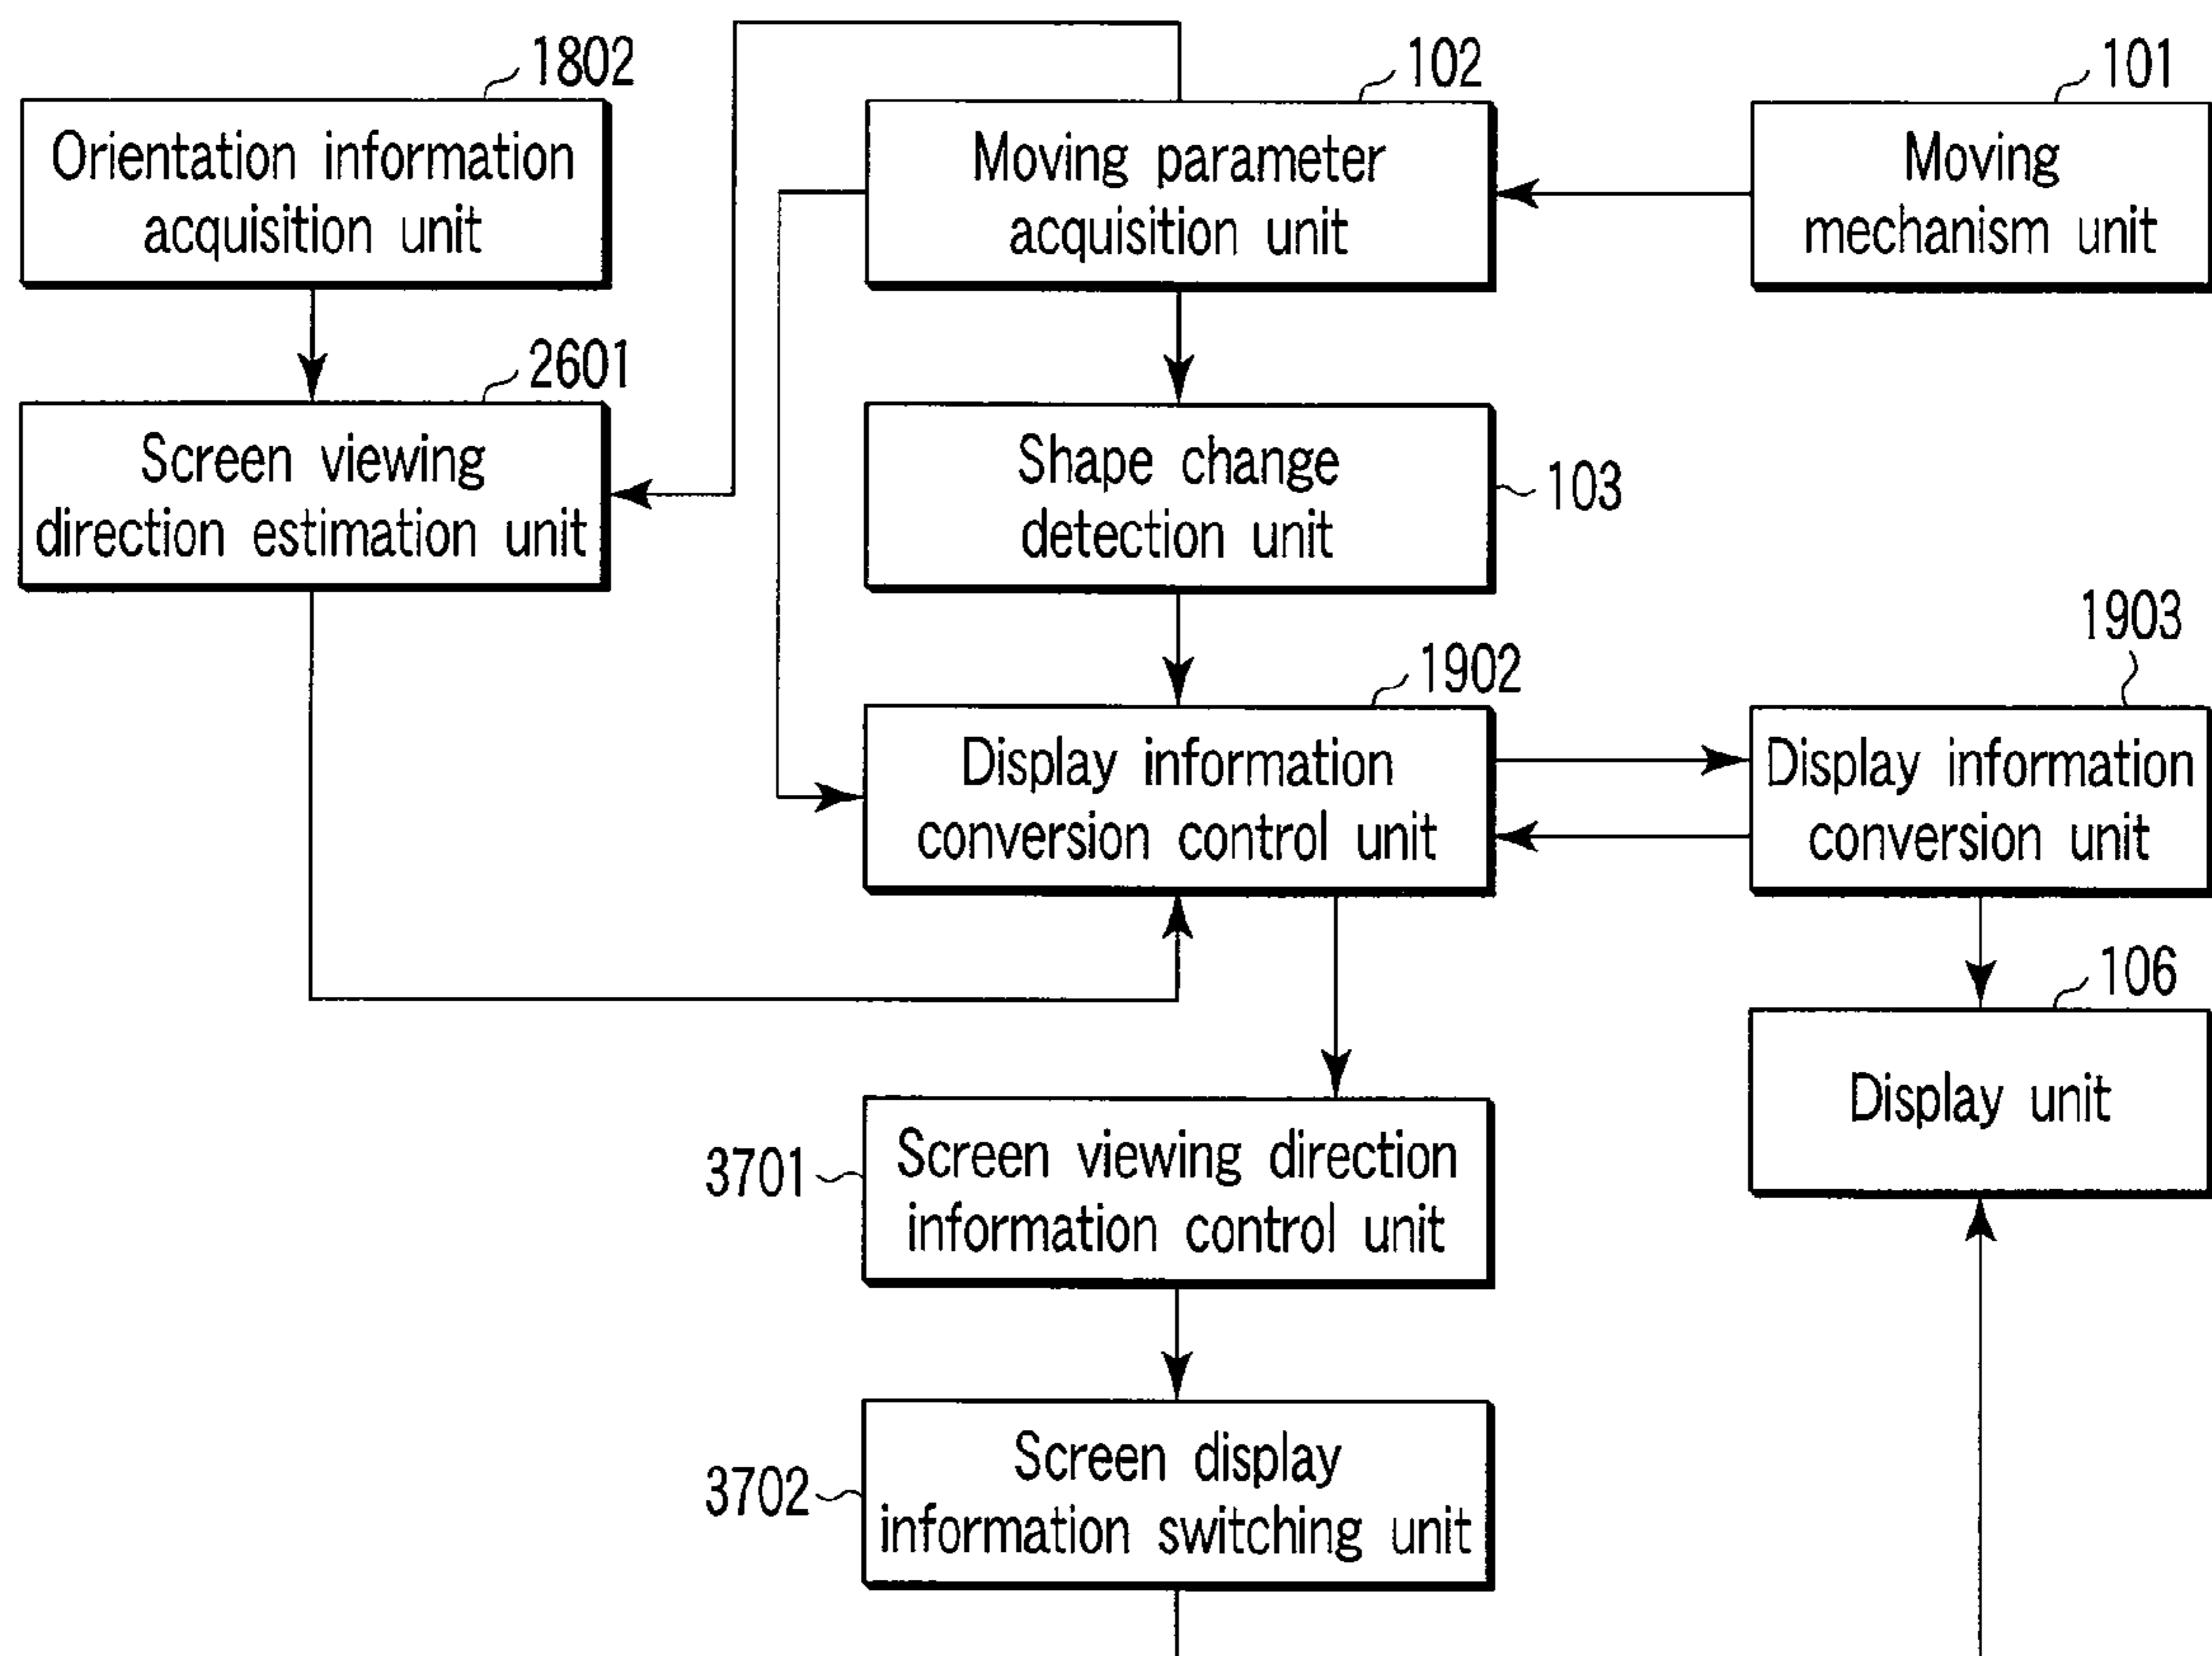 1802
Orientation information
acquisition unit
102
Moving parameter
acquisition unit
101
Moving
mechanism unit
2601
Screen viewing
direction estimation unit
Shape change
detection unit
103
1902
Display information
conversion control unit
1903
Display information
conversion unit
106
Display unit
3701
Screen viewing direction
information control unit
3702
Screen display
information switching unit